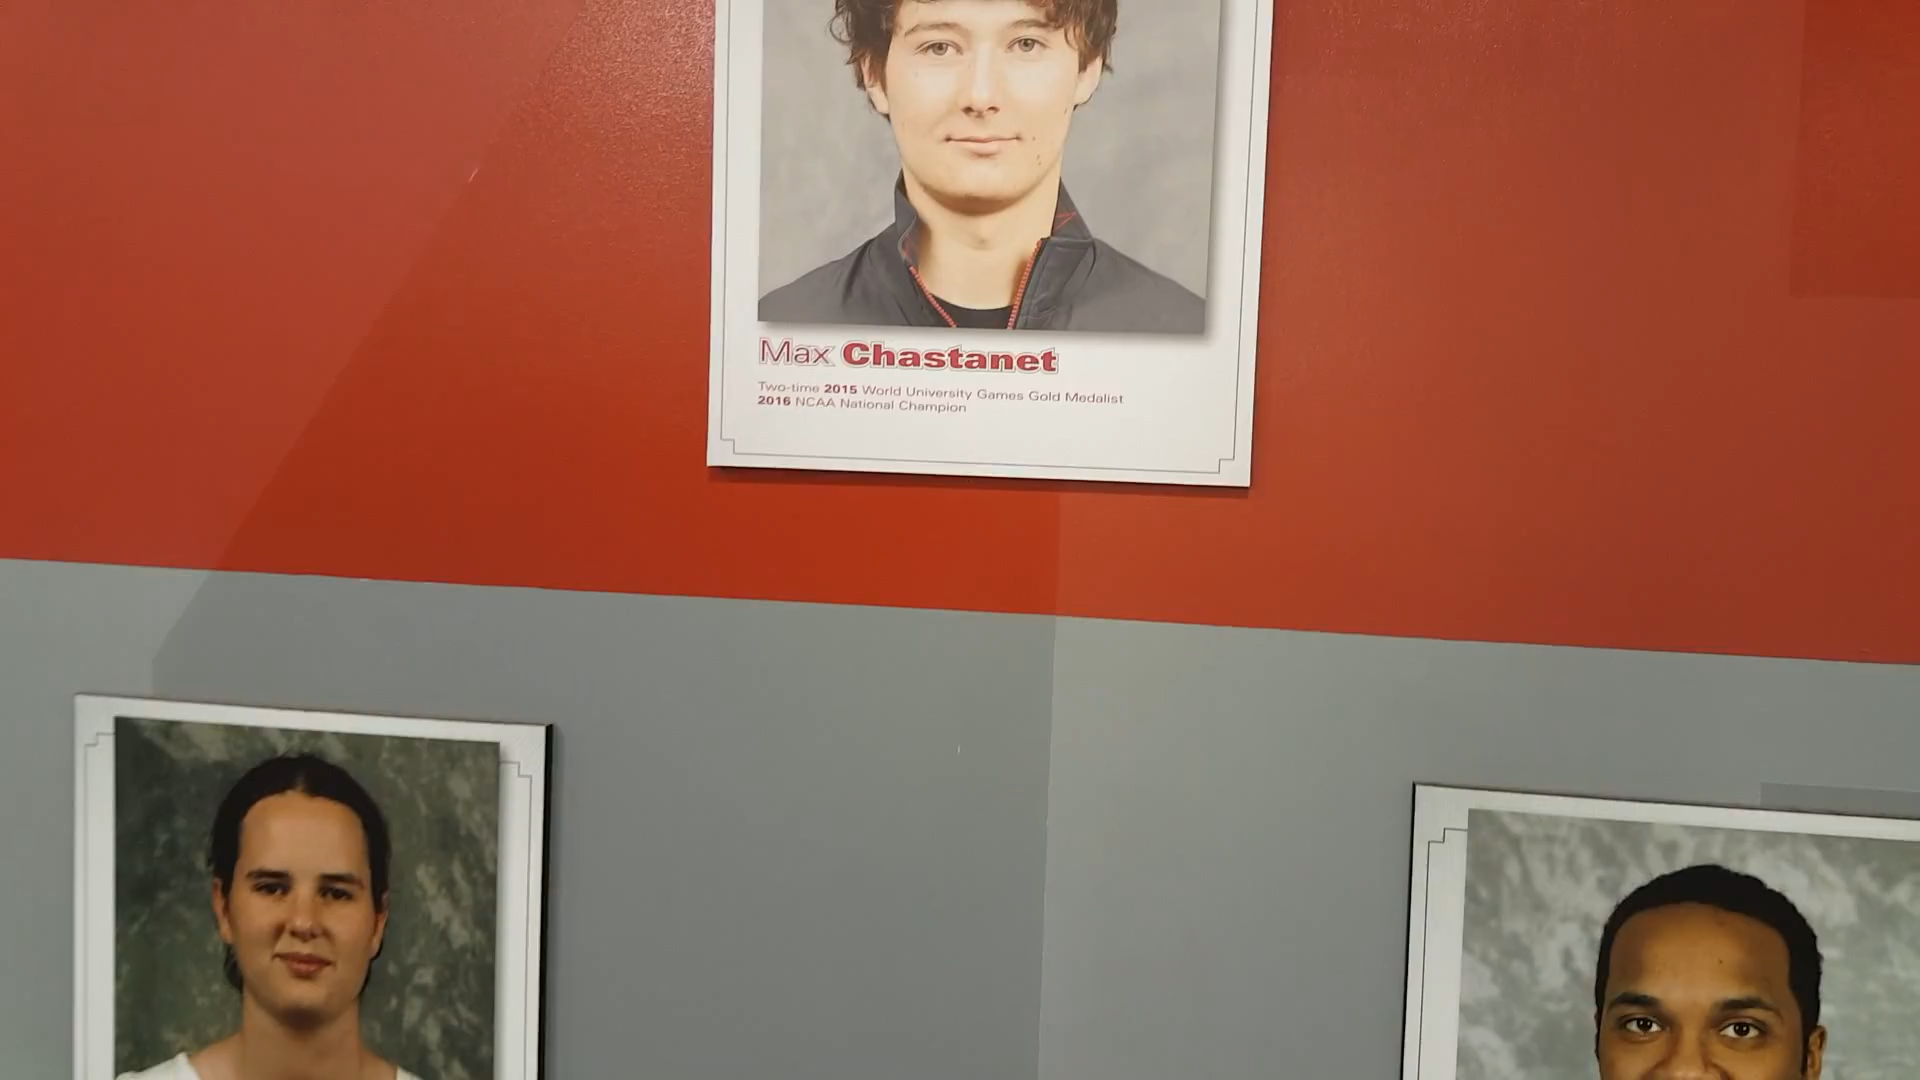 Max Chastanet
Two-time 2015 World University Games Gold Medalist
2016 NCAA National Champion